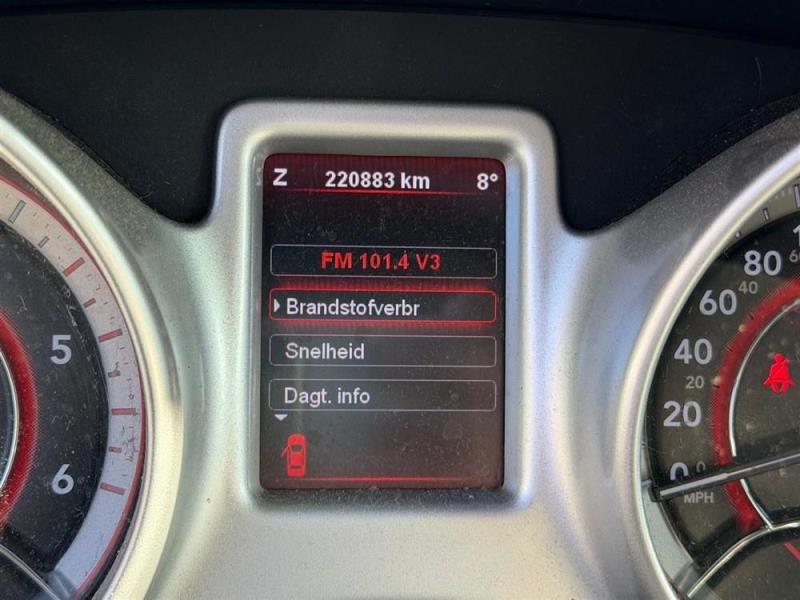 Z 220883 km 8°
FM 101.4 V3
Brandstofverbr
Snelheid
Dagt. info
5
6
80
60
40
40
20
20
0
0
MPH